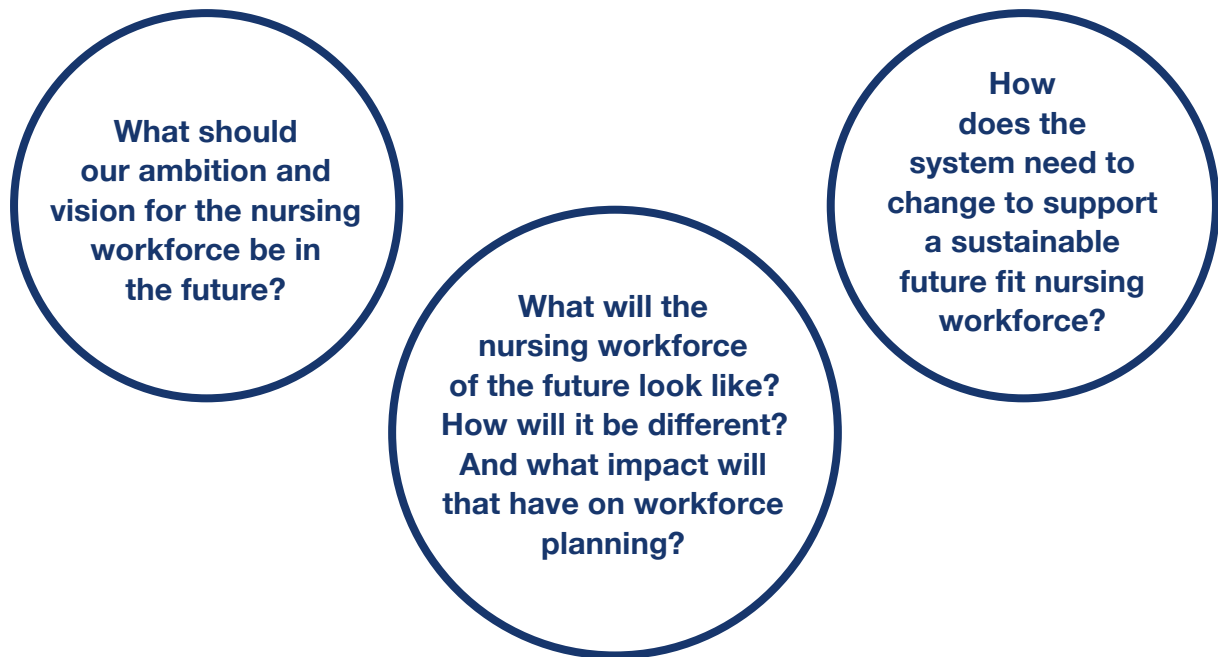 What should
our ambition and
vision for the nursing
workforce be in
the future?
What will the
nursing workforce
of the future look like?
How will it be different?
And what impact will
that have on workforce
planning?
How
does the
system need to
change to support
a sustainable
future fit nursing
workforce?